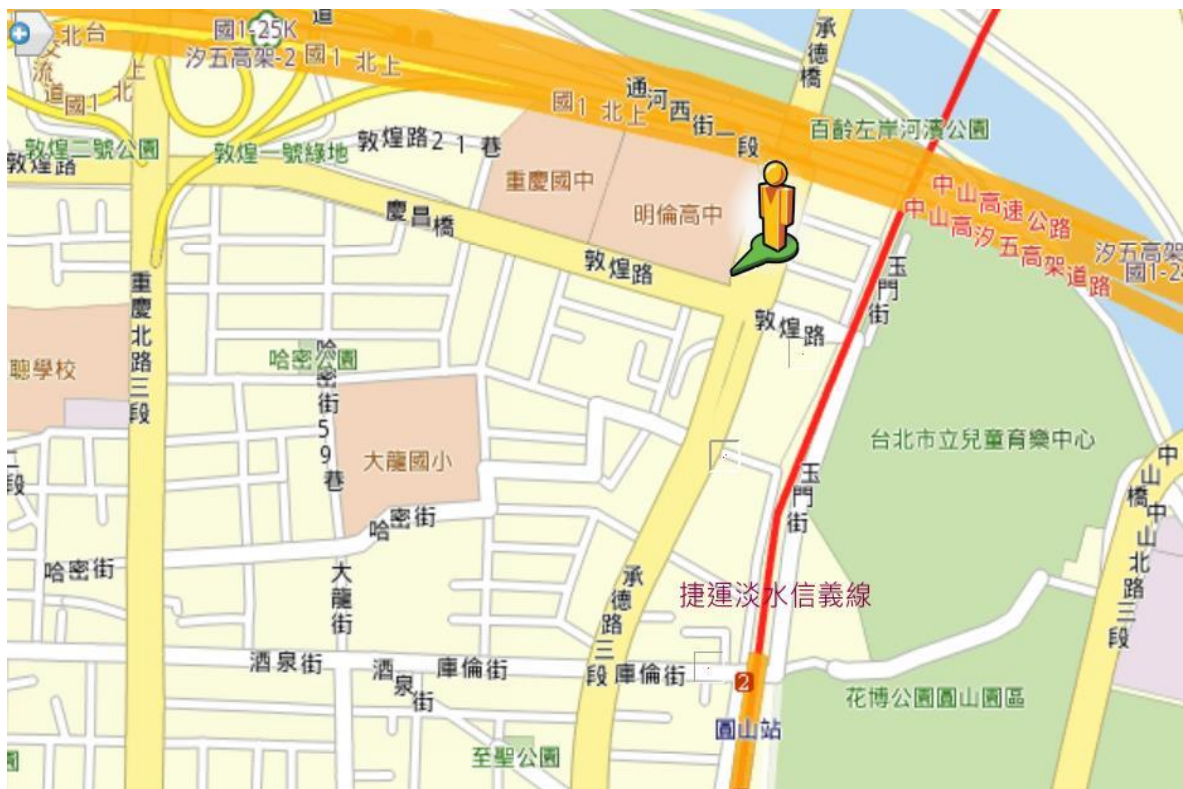 承德橋
北台
交流道
道
國1-25K
汐五高架-2
國1 北上
北上
國1 北
國1 北上
通河西街一段
百齡左岸河濱公園
敦煌二號公園
敦煌路
敦煌一號綠地
敦煌路21巷
重慶國中
明倫高中
中山高速公路
中山高汐五高架道路
汐五高架
國1-2
慶昌橋
敦煌路
玉門街
敦煌路
重慶北路三段
哈密公園
哈密街59巷
聰學校
大龍國小
台北市立兒童育樂中心
中山橋
中山北路三段
二段
玉門街
哈密街
哈密街
大龍街
承德路三段
捷運淡水信義線
酒泉街
酒泉街
庫倫街
庫倫街
2
圓山站
花博公園圓山園區
至聖公園
園